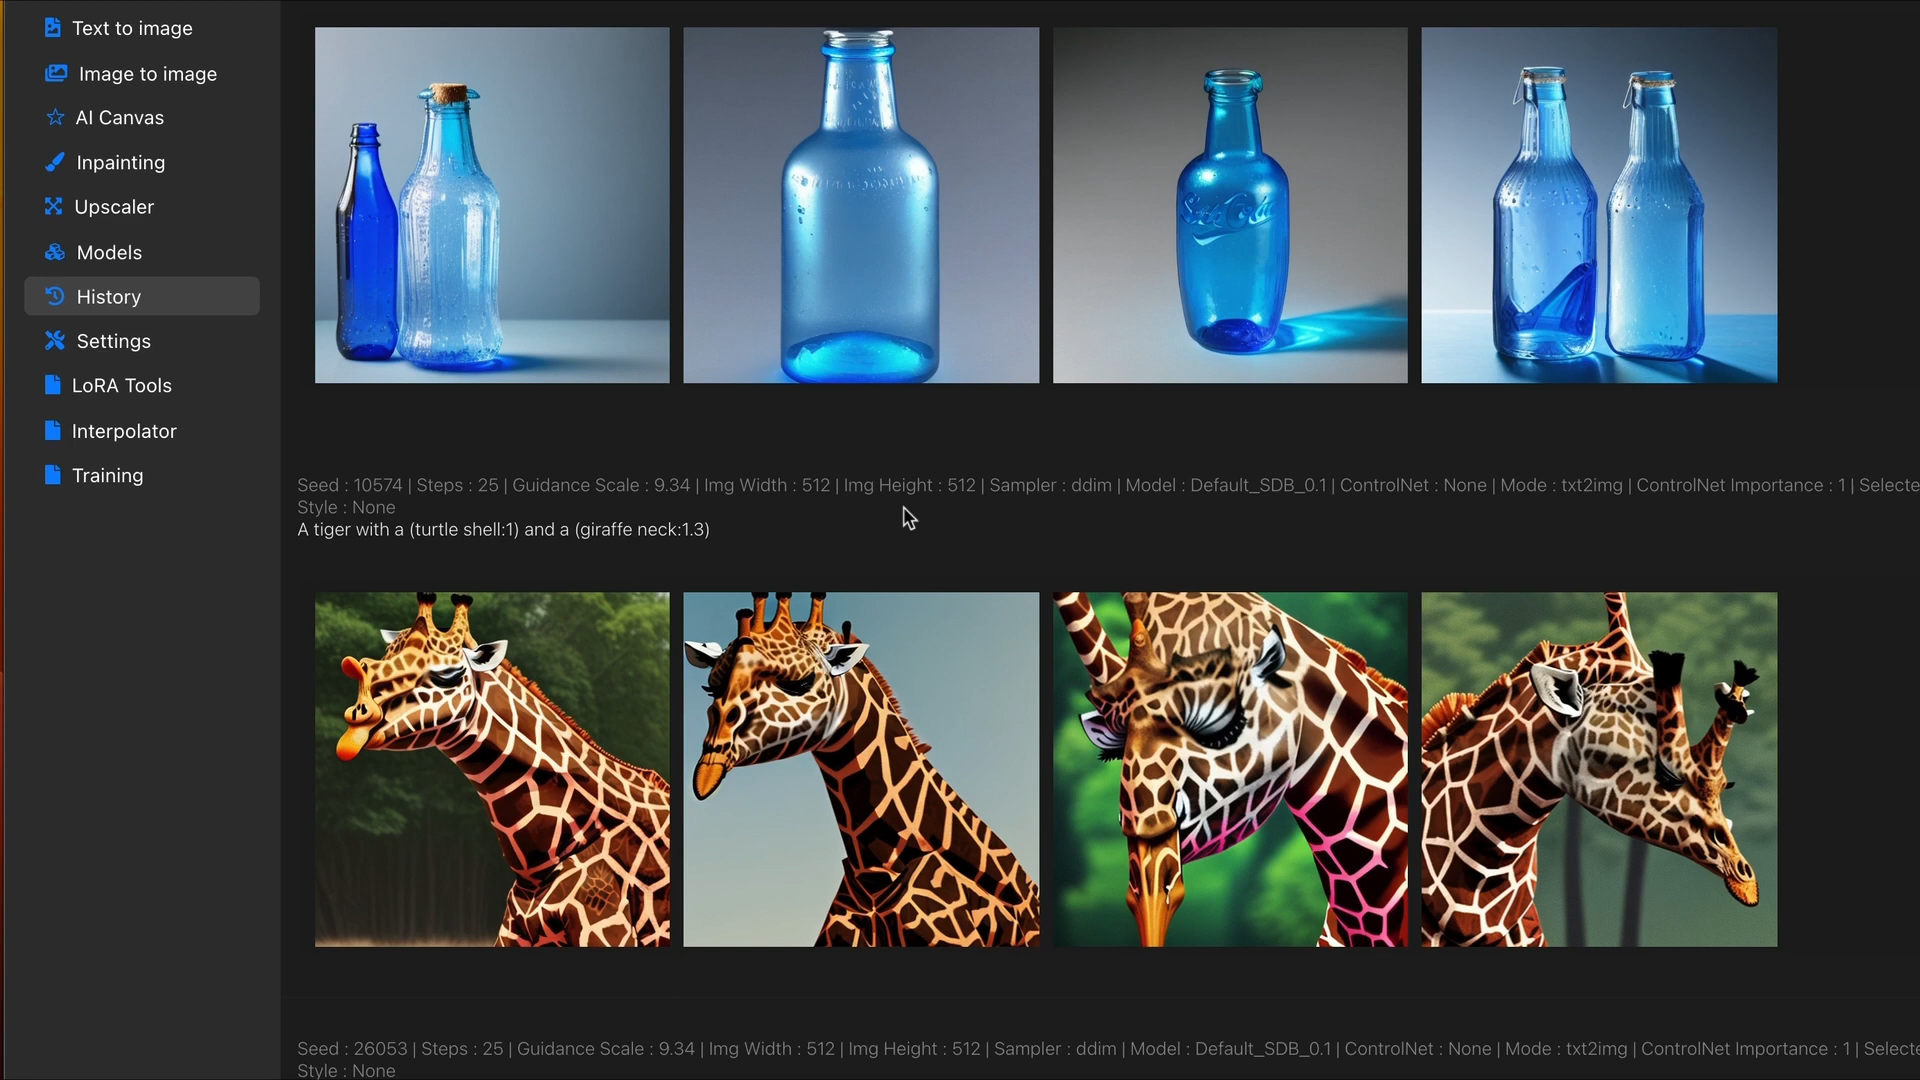 Text to image
Image to image
AI Canvas
Inpainting
Upscaler
Models
History
Settings
LoRA Tools
Interpolator
Training
Seed : 10574 | Steps : 25 | Guidance Scale : 9.34 | Img Width : 512 | Img Height : 512 | Sampler : ddim | Model : Default_SDB_0.1 | ControlNet : None | Mode : txt2img | ControlNet Importance : 1 | Selecte
Style : None
A tiger with a (turtle shell:1) and a (giraffe neck:1.3)
Seed : 26053 | Steps : 25 | Guidance Scale : 9.34 | Img Width : 512 | Img Height : 512 | Sampler : ddim | Model : Default_SDB_0.1 | ControlNet : None | Mode : txt2img | ControlNet Importance : 1 | Selecte
Style : None